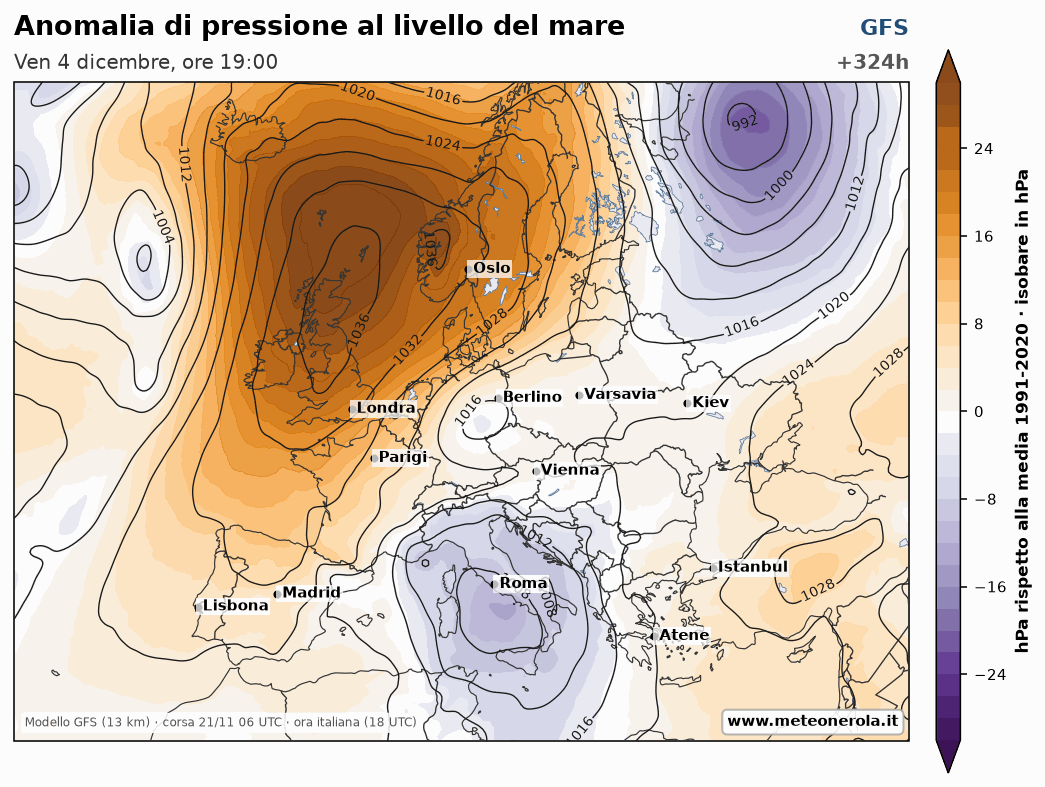 Anomalia di pressione al livello del mare
GFS
Ven 4 dicembre, ore 19:00
+324h
1020
1016
1024
992
1012
1000
1012
1004
1036
Oslo
1036
1028
1032
1016
1020
1024
1028
Londra
Berlino
Varsavia
Kiev
1016
Parigi
Vienna
1012
Roma
1008
Istanbul
1028
Madrid
Lisbona
Atene
1016
Modello GFS (13 km) · corsa 21/11 06 UTC · ora italiana (18 UTC)
www.meteonerola.it
24
16
8
0
−8
−16
−24
hPa rispetto alla media 1991-2020 · isobare in hPa